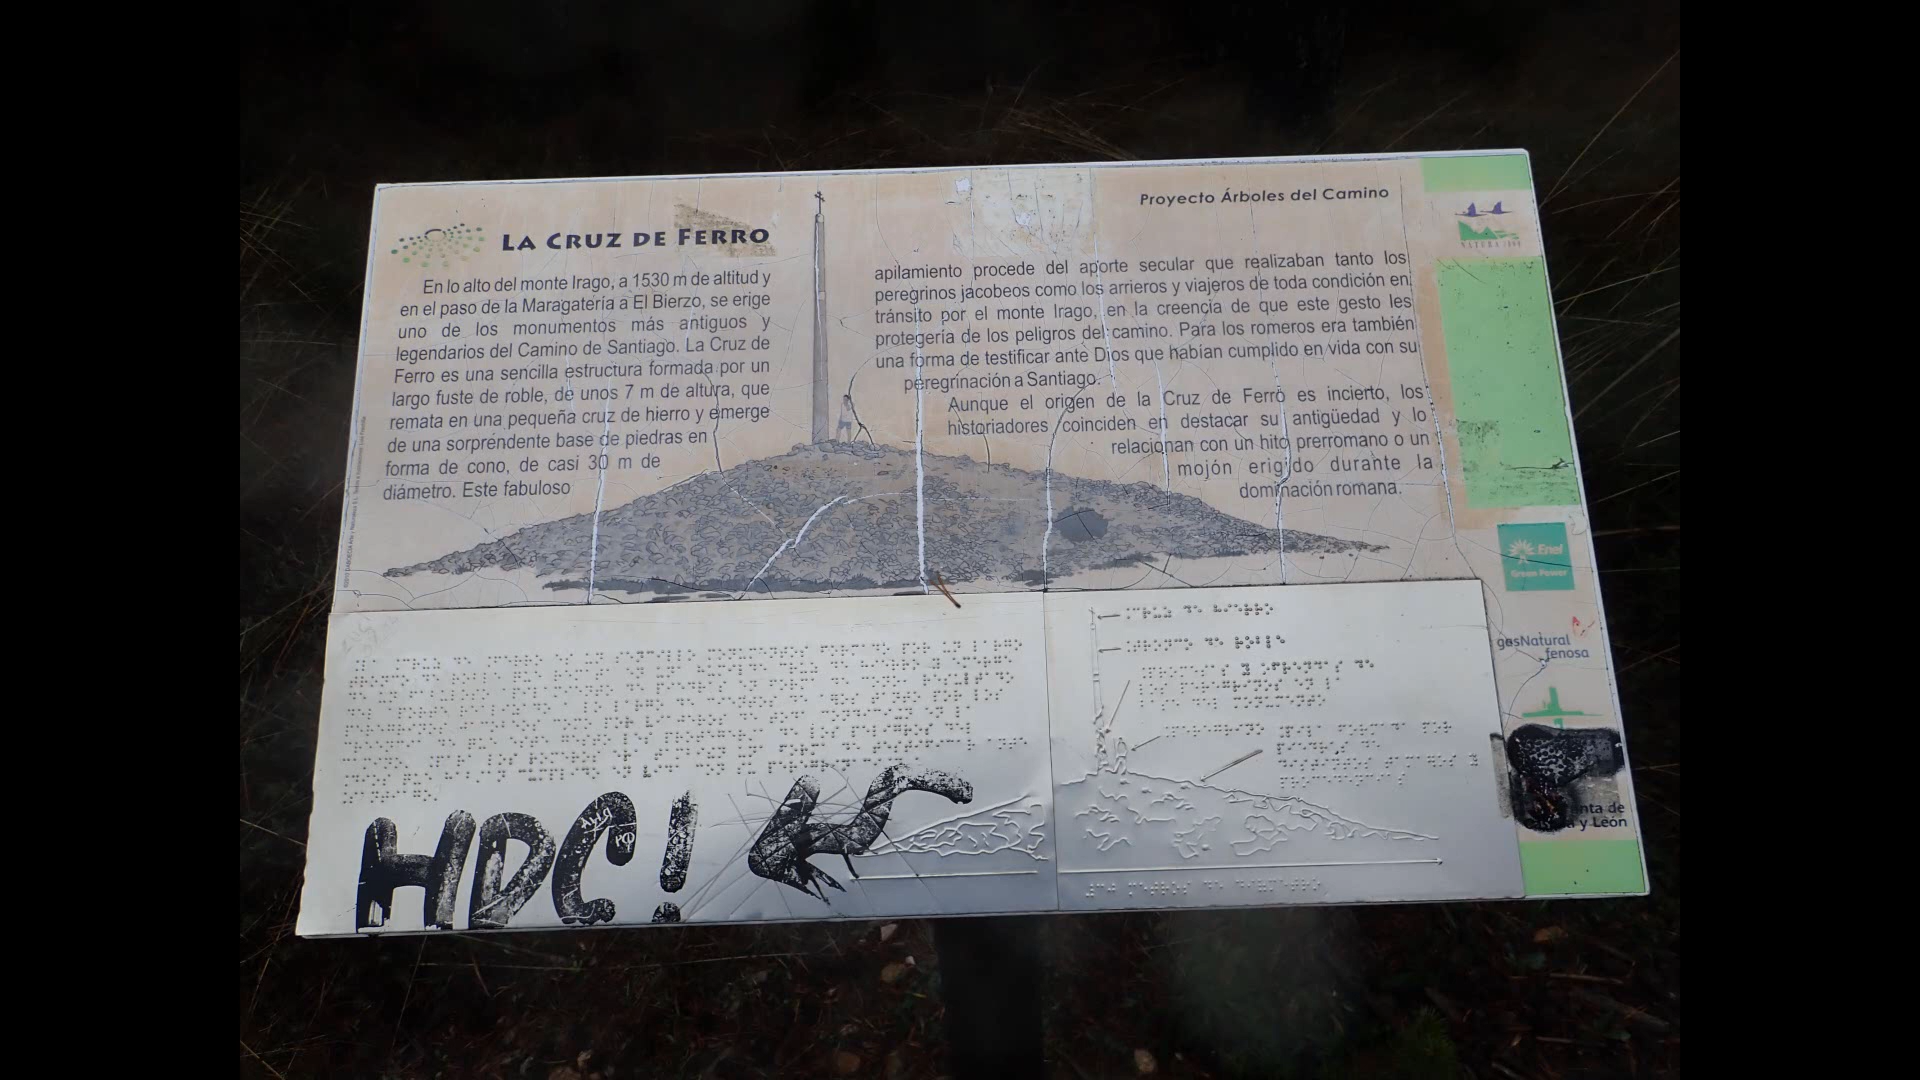 Proyecto Árboles del Camino
LA CRUZ DE FERRO
En lo alto del monte Irago, a 1530 m de altitud y
en el paso de la Maragatería a El Bierzo, se erige
uno de los monumentos más antiguos y
legendarios del Camino de Santiago. La Cruz de
Ferro es una sencilla estructura formada por un
largo fuste de roble, de unos 7 m de altura, que
remata en una pequeña cruz de hierro y emerge
de una sorprendente base de piedras en
forma de cono, de casi 30 m de
diámetro. Este fabuloso
apilamiento procede del aporte secular que realizaban tanto los
peregrinos jacobeos como los arrieros y viajeros de toda condición en
tránsito por el monte Irago, en la creencia de que este gesto les
protegería de los peligros del camino. Para los romeros era también
una forma de testificar ante Dios que habían cumplido en vida con su
peregrinación a Santiago.
Aunque el origen de la Cruz de Ferro es incierto, los
historiadores coinciden en destacar su antigüedad y lo
relacionan con un hito prerromano o un
mojón erigido durante la
dominación romana.
NATURA 2000
Enel
Green Power
gasNatural
fenosa
y León
HDC!